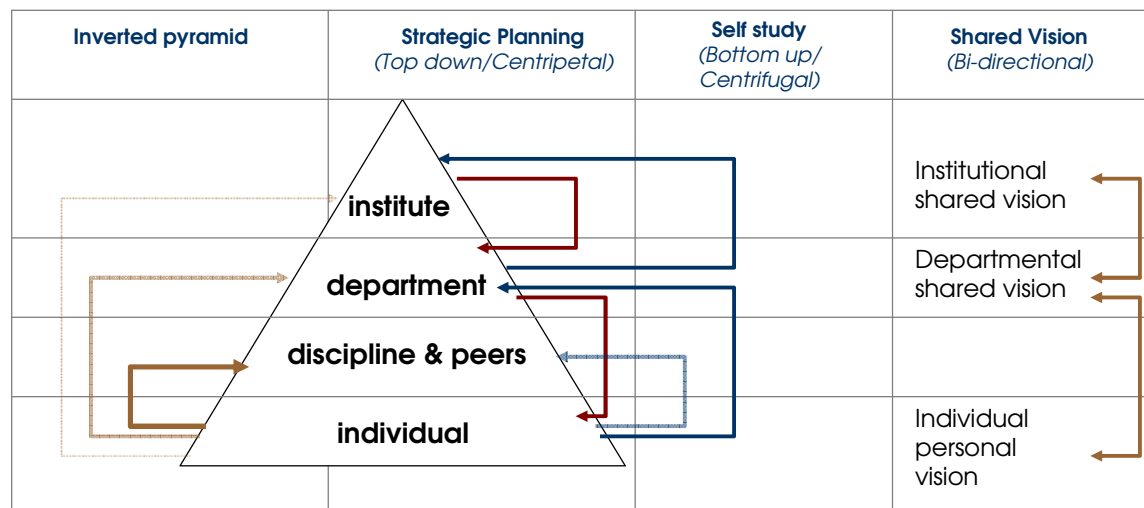 Inverted pyramid
Strategic Planning
(Top down/Centripetal)
Self study
(Bottom up/
Centrifugal)
Shared Vision
(Bi-directional)
institute
Institutional
shared vision
department
Departmental
shared vision
discipline & peers
individual
Individual
personal
vision